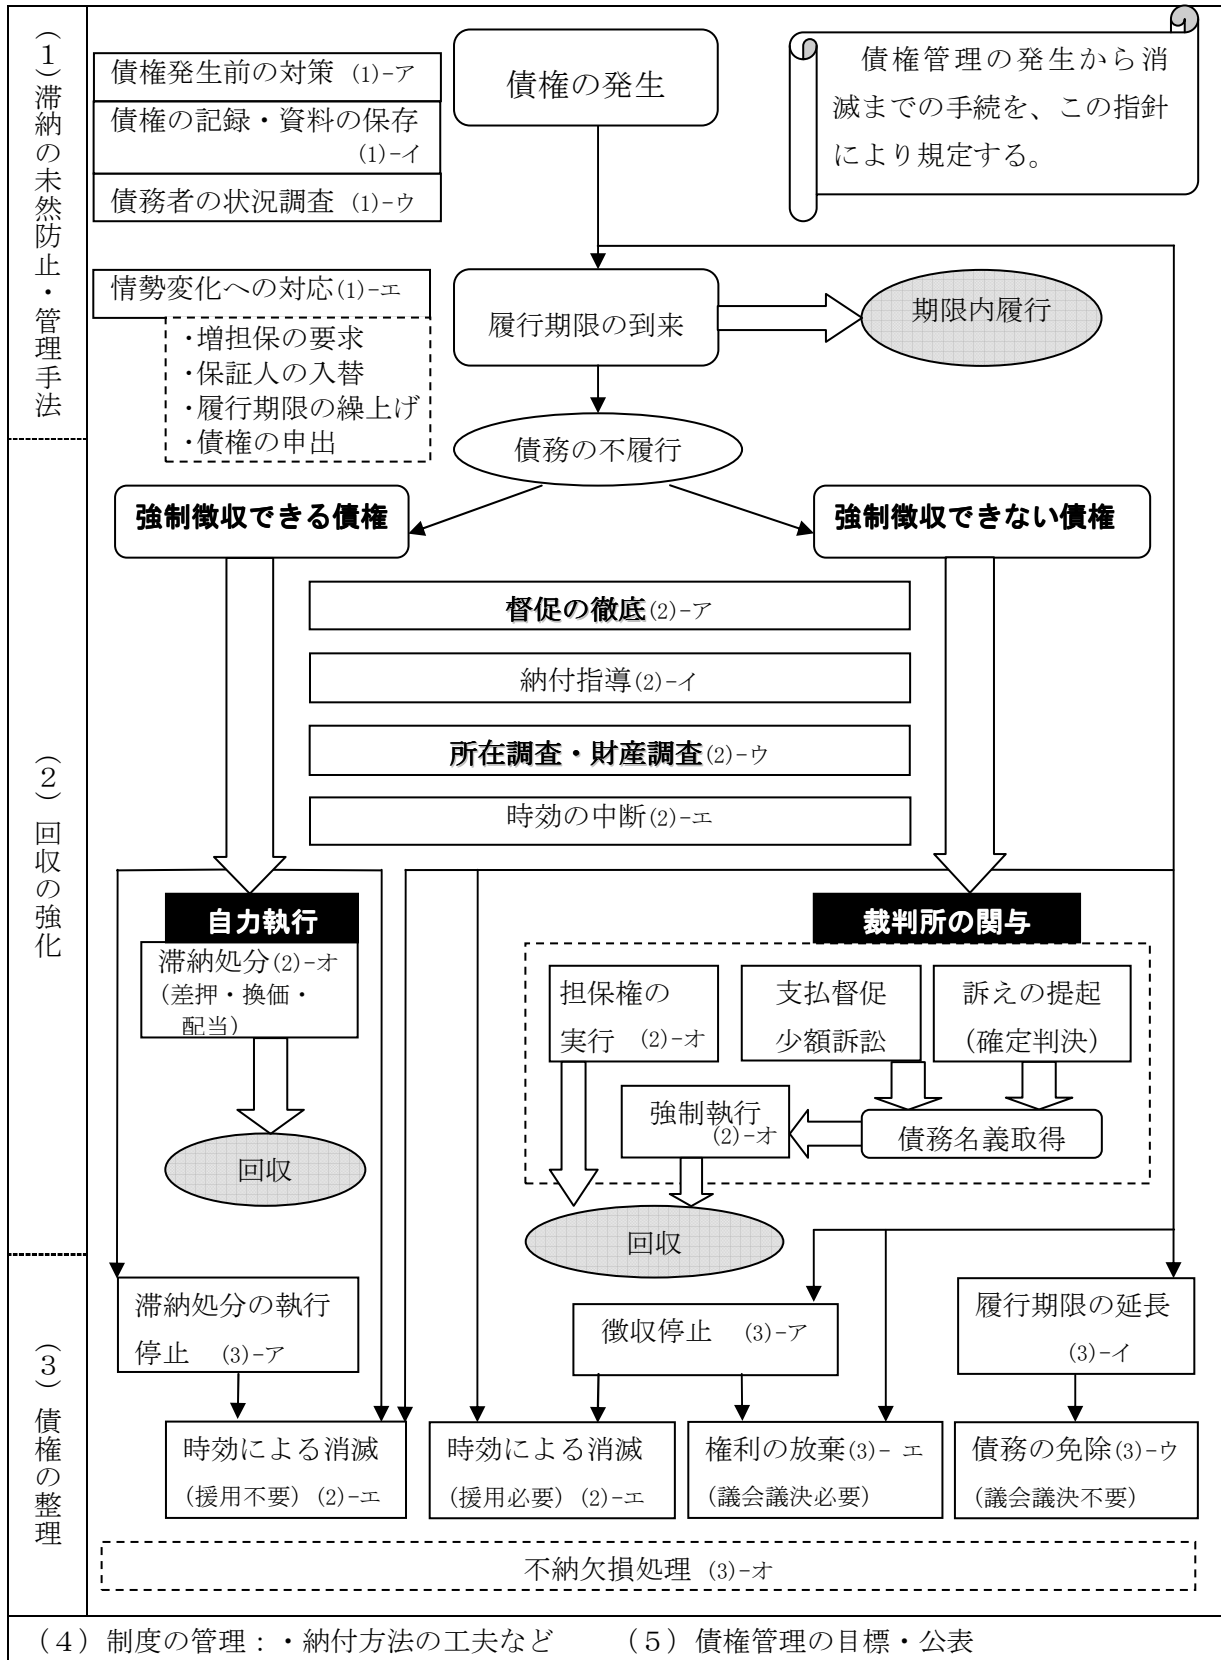 （１）滞納の未然防止・管理手法
債権発生前の対策 (1)-ア
債権の記録・資料の保存
(1)-イ
債務者の状況調査 (1)-ウ
債権の発生
債権管理の発生から消
滅までの手続を、この指針
により規定する。
情勢変化への対応(1)-エ
・増担保の要求
・保証人の入替
・履行期限の繰上げ
・債権の申出
履行期限の到来
期限内履行
債務の不履行
（２）回収の強化
強制徴収できる債権
強制徴収できない債権
督促の徹底(2)-ア
納付指導(2)-イ
所在調査・財産調査(2)-ウ
時効の中断(2)-エ
自力執行
滞納処分(2)-オ
（差押・換価・
配当）
回収
裁判所の関与
担保権の
実行 (2)-オ
支払督促
少額訴訟
訴えの提起
（確定判決）
強制執行
(2)-オ
債務名義取得
回収
（３）債権の整理
滞納処分の執行
停止 (3)-ア
徴収停止 (3)-ア
履行期限の延長
(3)-イ
時効による消滅
（援用不要）(2)-エ
時効による消滅
（援用必要）(2)-エ
権利の放棄(3)- エ
（議会議決必要）
債務の免除(3)-ウ
（議会議決不要）
不納欠損処理 (3)-オ
（４）制度の管理：・納付方法の工夫など （５）債権管理の目標・公表